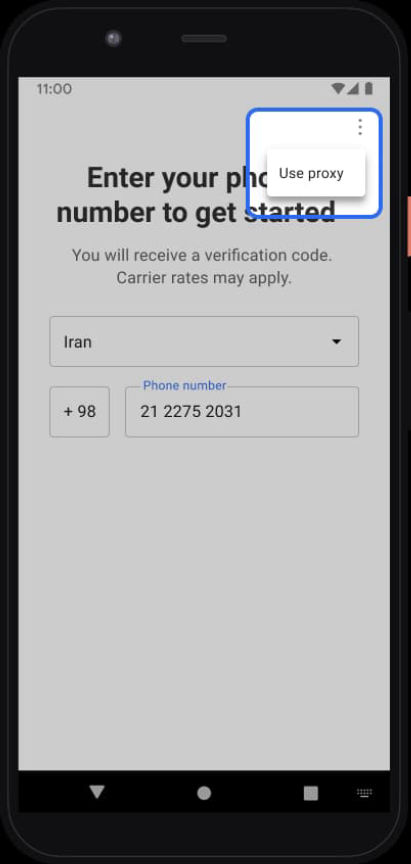 11:00
Use proxy
Enter your pho
number to get started
You will receive a verification code.
Carrier rates may apply.
Iran
Phone number
+ 98
21 2275 2031